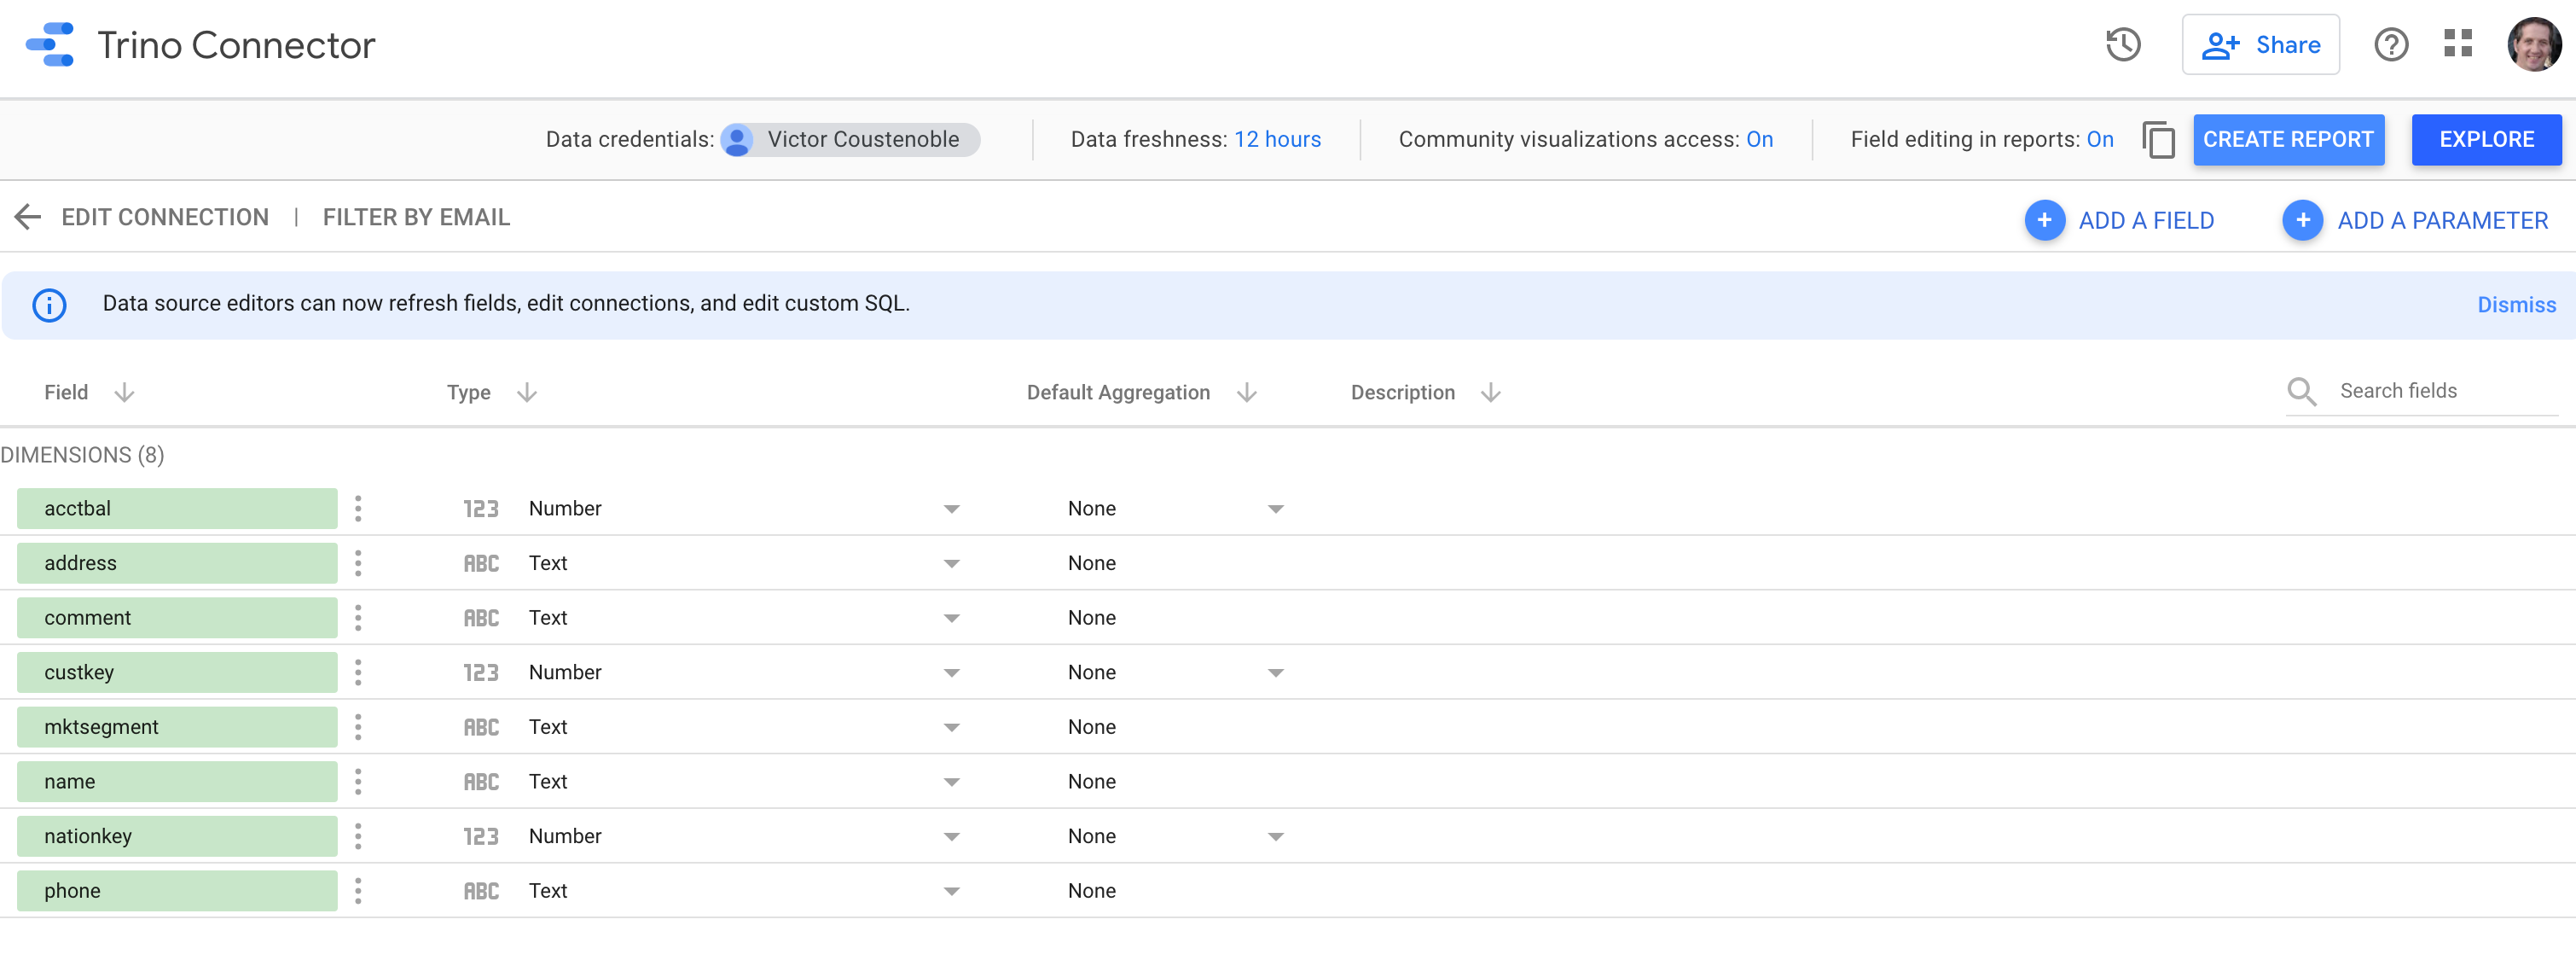 Trino Connector
Share
Data credentials: Victor Coustenoble
Data freshness: 12 hours
Community visualizations access: On
Field editing in reports: On
CREATE REPORT
EXPLORE
EDIT CONNECTION | FILTER BY EMAIL
+ ADD A FIELD
+ ADD A PARAMETER
Data source editors can now refresh fields, edit connections, and edit custom SQL.
Dismiss
Field Type Default Aggregation Description Search fields
DIMENSIONS (8)
acctbal 123 Number None
address ABC Text None
comment ABC Text None
custkey 123 Number None
mktsegment ABC Text None
name ABC Text None
nationkey 123 Number None
phone ABC Text None